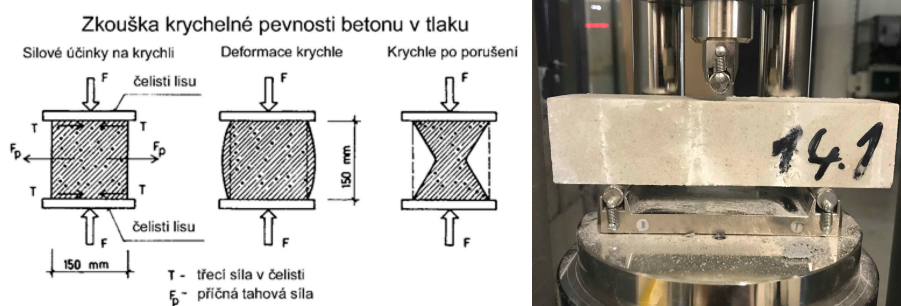 Zkouška krychelné pevnosti betonu v tlaku
Silové účinky na krychli
Deformace krychle
Krychle po porušení
F
F
F
čelisti lisu
T
T
Fp
Fp
T
T
150 mm
čelisti lisu
F
F
F
150 mm
T - třecí síla v čelisti
Fp - příčná tahová síla
14.1